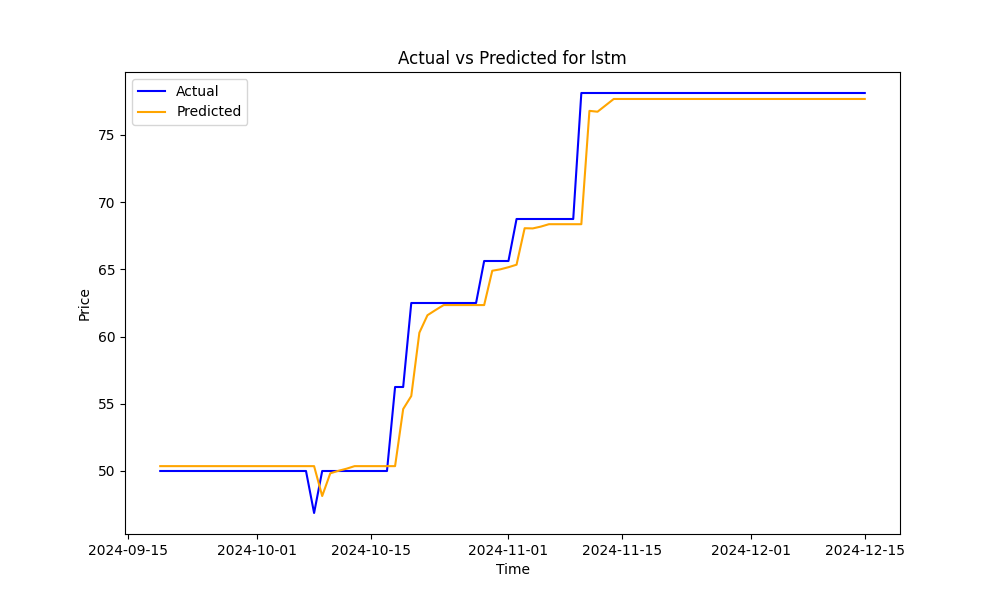 Actual vs Predicted for lstm
Actual
Predicted
Price
75
70
65
60
55
50
2024-09-15
2024-10-01
2024-10-15
2024-11-01
2024-11-15
2024-12-01
2024-12-15
Time